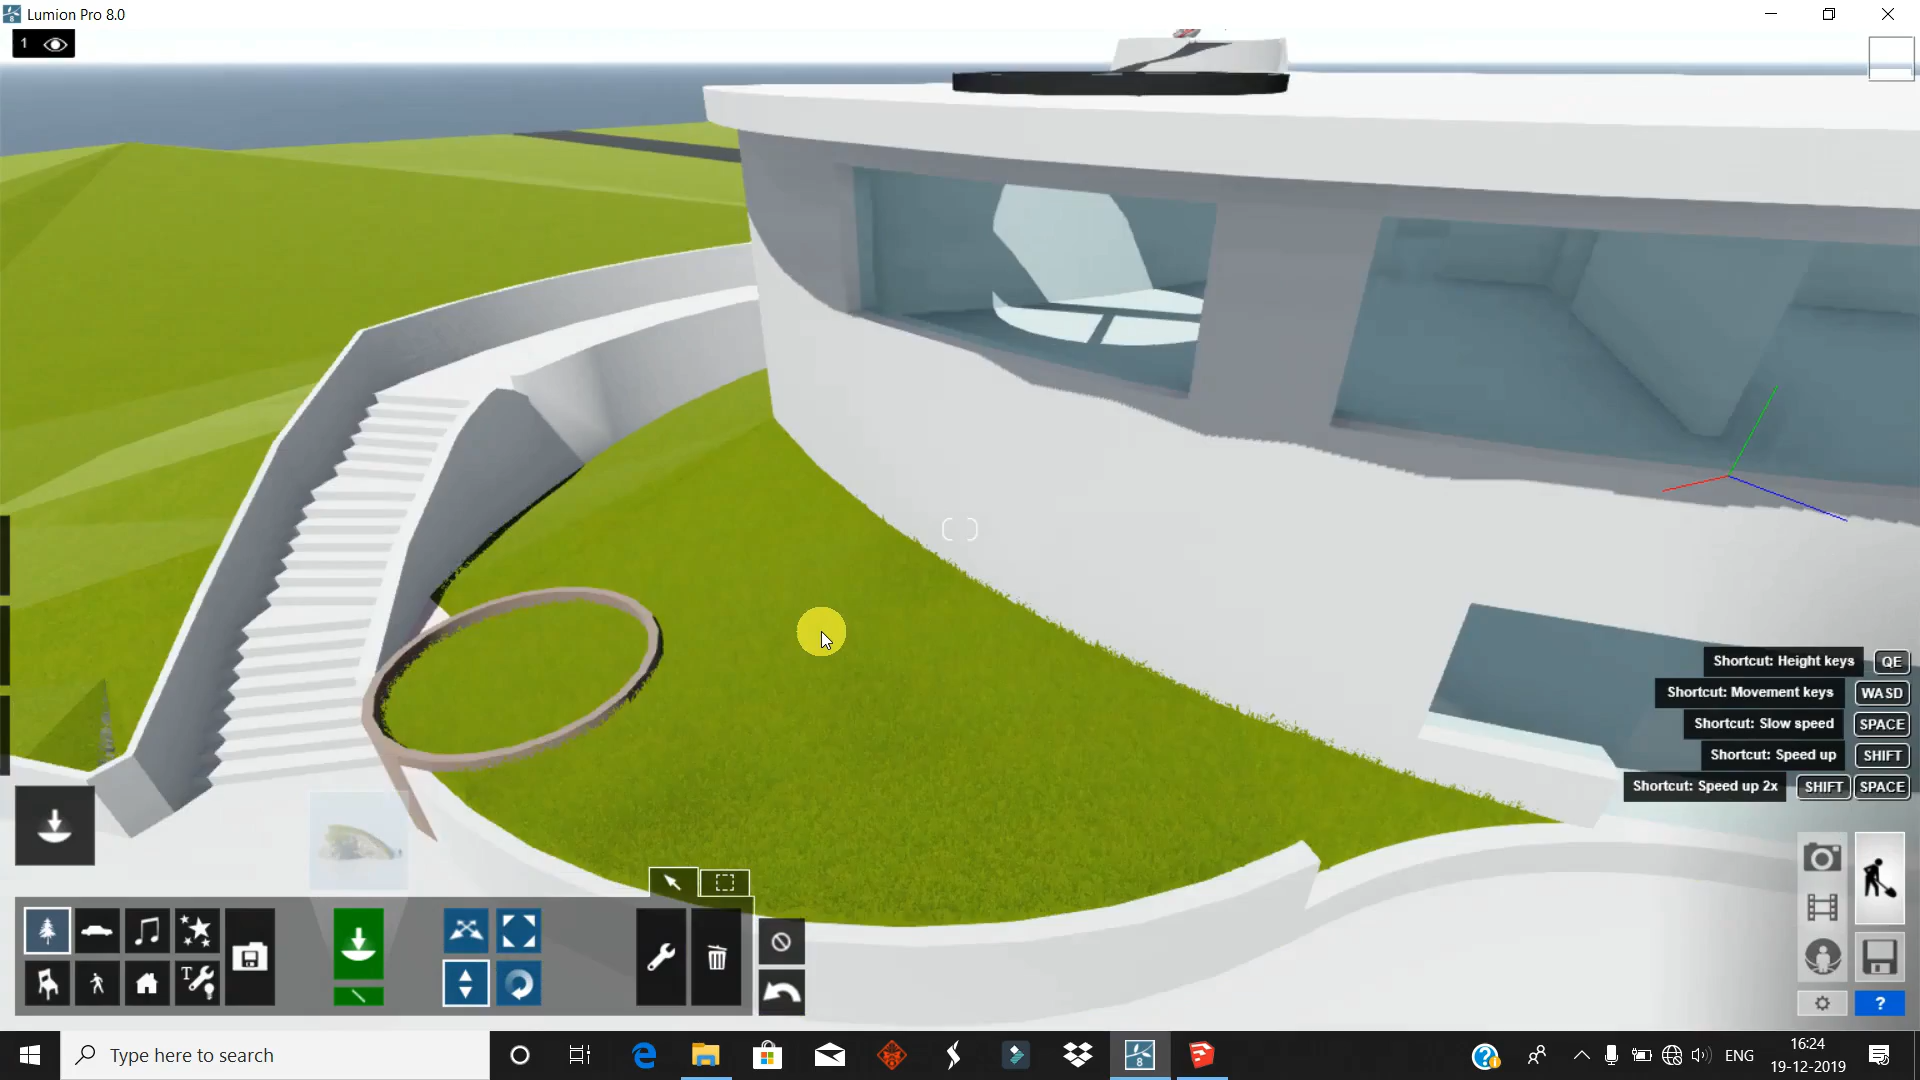 Lumion Pro 8.0
1
Shortcut: Height keys QE
Shortcut: Movement keys WASD
Shortcut: Slow speed SPACE
Shortcut: Speed up SHIFT
Shortcut: Speed up 2x SHIFT SPACE
T
?
Type here to search
8
ENG
16:24
19-12-2019